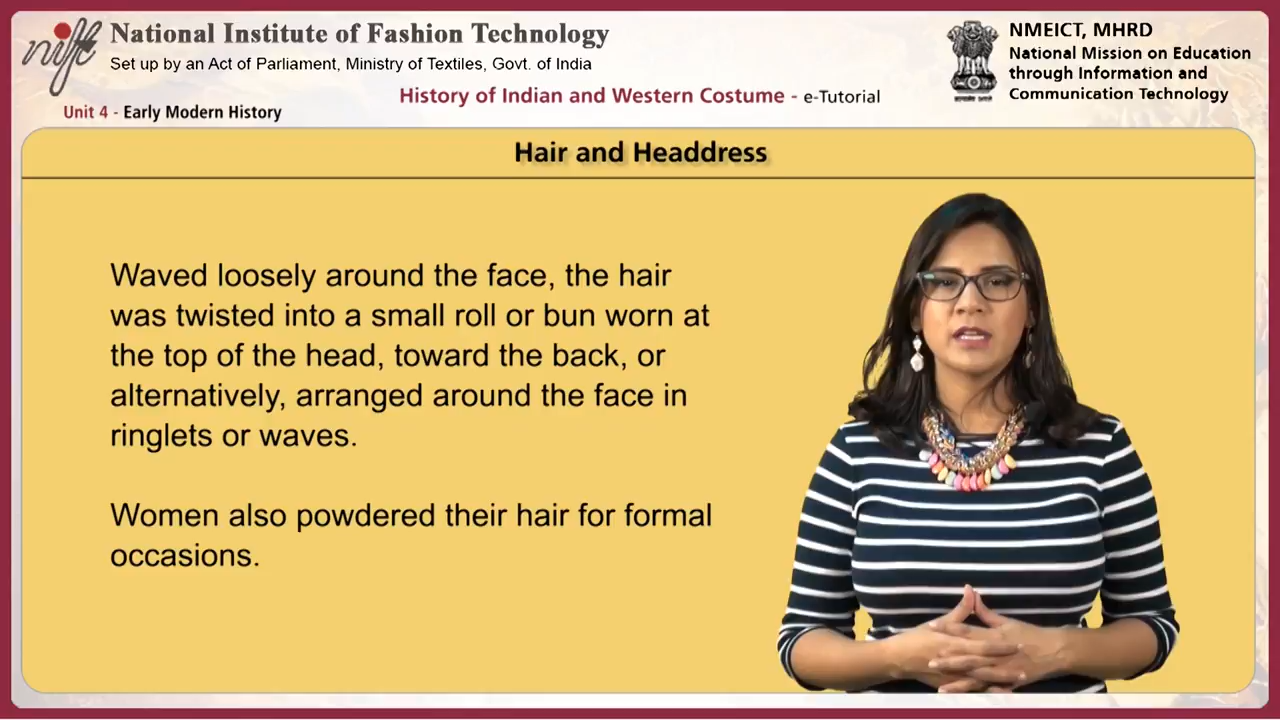 nift
National Institute of Fashion Technology
Set up by an Act of Parliament, Ministry of Textiles, Govt. of India
NMEICT, MHRD
National Mission on Education
through Information and
Communication Technology
History of Indian and Western Costume - e-Tutorial
Unit 4 - Early Modern History
Hair and Headdress
Waved loosely around the face, the hair
was twisted into a small roll or bun worn at
the top of the head, toward the back, or
alternatively, arranged around the face in
ringlets or waves.
Women also powdered their hair for formal
occasions.